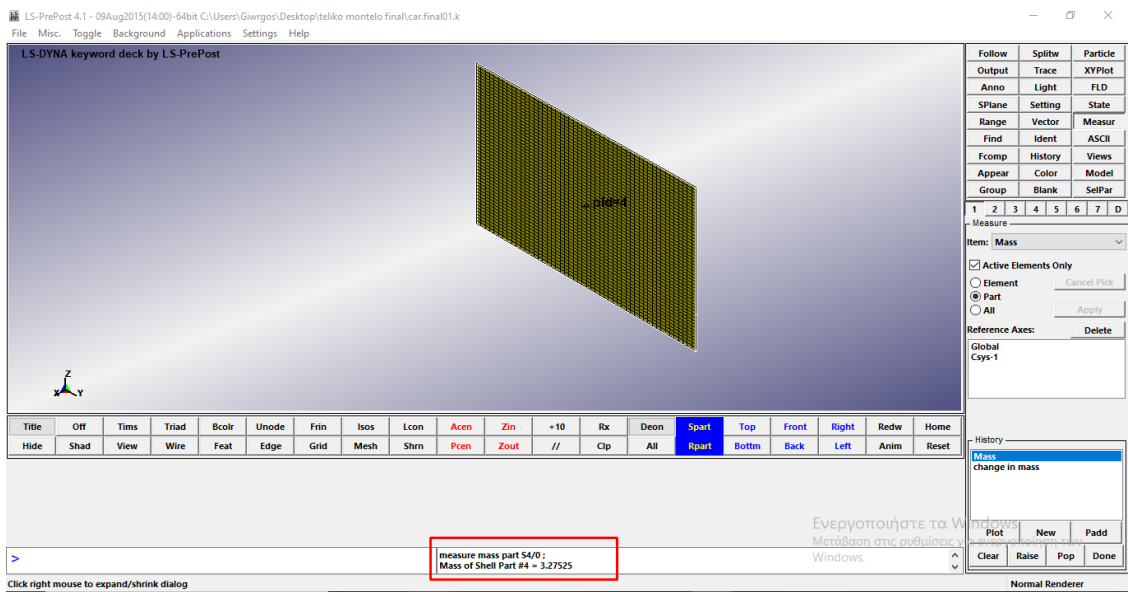 LS-PrePost 4.1 - 09Aug2015(14:00)-64bit C:\Users\Giwrgos\Desktop\teliko montelo final\car.final01.k
File Misc. Toggle Background Applications Settings Help
LS-DYNA keyword deck by LS-PrePost
pid=4
Z
X Y
Follow Splitw Particle
Output Trace XYPlot
Anno Light FLD
SPlane Setting State
Range Vector Measur
Find Ident ASCII
Fcomp History Views
Appear Color Model
Group Blank SelPar
1 2 3 4 5 6 7 D
Measure
Item: Mass
Active Elements Only
Element Cancel Pick
Part
All Apply
Reference Axes: Delete
Global
Csys-1
Title Off Tims Triad Bcolr Unode Frin Isos Lcon Acen Zin +10 Rx Deon Spart Top Front Right Redw Home
Hide Shad View Wire Feat Edge Grid Mesh Shrn Pcen Zout // Clp All Rpart Bottm Back Left Anim Reset
History
Mass
change in mass
Plot New Padd
Clear Raise Pop Done
Ενεργοποιήστε τα Windows
Μετάβαση στις ρυθμίσεις για ενεργοποίηση των
Windows.
>
measure mass part S4/0 ;
Mass of Shell Part #4 = 3.27525
Click right mouse to expand/shrink dialog
Normal Renderer